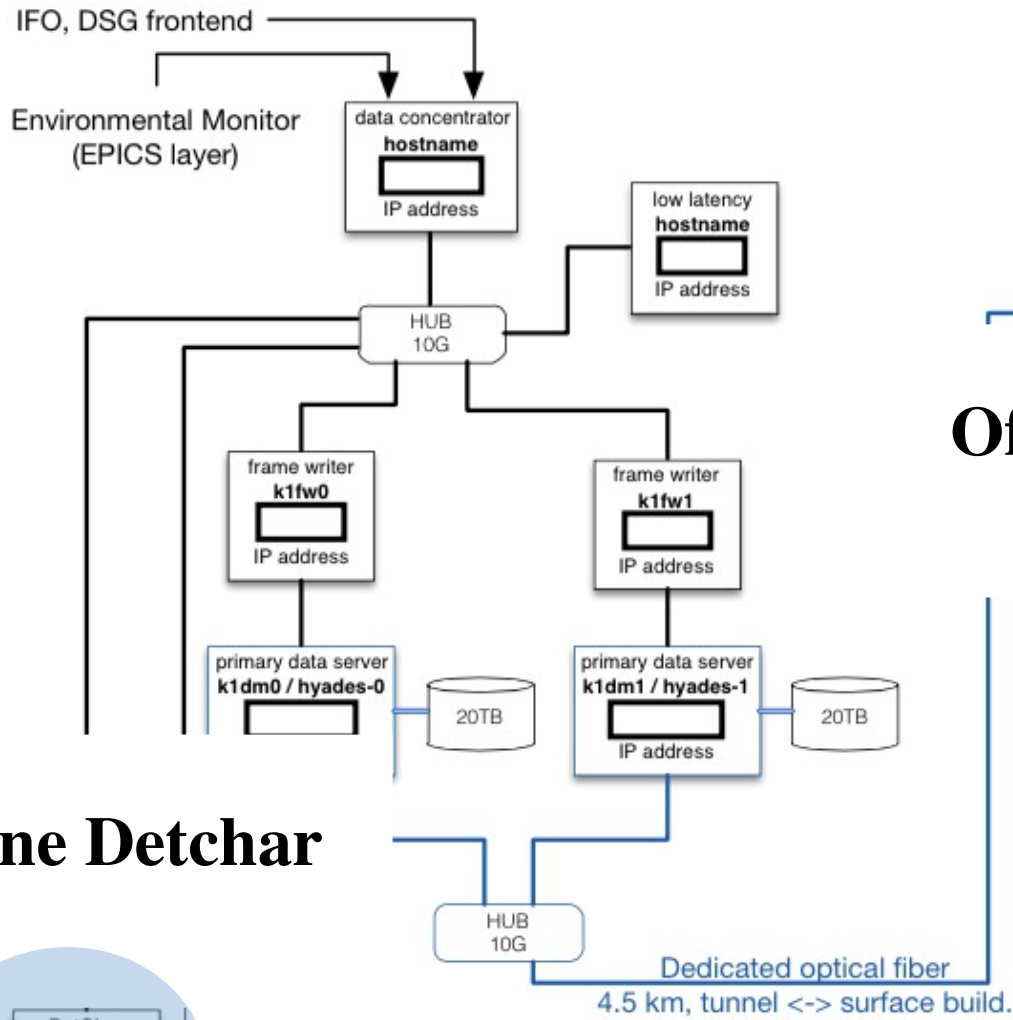 IFO, DSG frontend
Environmental Monitor
(EPICS layer)
data concentrator
hostname
IP address
low latency
hostname
IP address
HUB
10G
frame writer
k1fw0
IP address
frame writer
k1fw1
IP address
primary data server
k1dm0 / hyades-0
20TB
primary data server
k1dm1 / hyades-1
IP address
20TB
ne Detchar
HUB
10G
Dedicated optical fiber
4.5 km, tunnel <-> surface build.